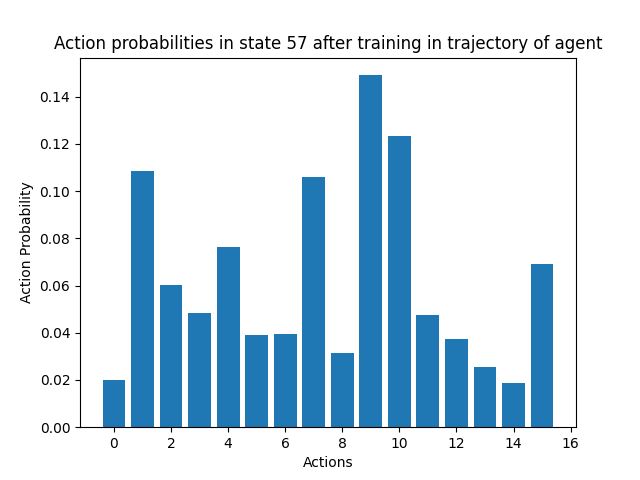 Action probabilities in state 57 after training in trajectory of agent
0.14
0.12
0.10
0.08
0.06
0.04
0.02
0.00
Action Probability
0 2 4 6 8 10 12 14 16
Actions